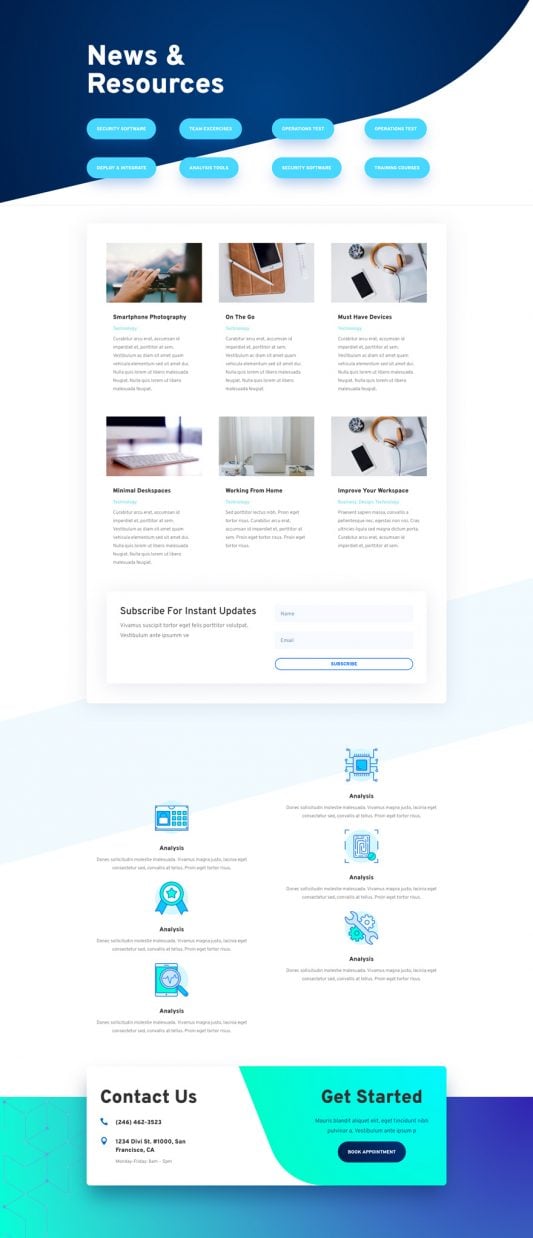 News &
Resources
SECURITY SOFTWARE
TEAM EXCERCISES
OPERATIONS TEST
OPERATIONS TEST
DEPLOY & INTEGRATE
ANALYSIS TOOLS
SECURITY SOFTWARE
TRAINING COURSES
Smartphone Photography
Technology
Curabitur arcu erat, accumsan id
imperdiet et, porttitor at sem.
Vestibulum ac diam sit amet quam
vehicula elementum sed sit amet dui.
Nulla quis lorem ut libero malesuada
feugiat. Nulla quis lorem ut libero
malesuada feugiat.
On The Go
Technology
Curabitur arcu erat, accumsan id
imperdiet et, porttitor at sem.
Vestibulum ac diam sit amet quam
vehicula elementum sed sit amet dui.
Nulla quis lorem ut libero malesuada
feugiat. Nulla quis lorem ut libero
malesuada feugiat.
Must Have Devices
Technology
Curabitur arcu erat, accumsan id
imperdiet et, porttitor at sem.
Vestibulum ac diam sit amet quam
vehicula elementum sed sit amet dui.
Nulla quis lorem ut libero malesuada
feugiat. Nulla quis lorem ut libero
malesuada feugiat.
Minimal Deskspaces
Technology
Curabitur arcu erat, accumsan id
imperdiet et, porttitor at sem.
Vestibulum ac diam sit amet quam
vehicula elementum sed sit amet dui.
Nulla quis lorem ut libero malesuada
feugiat. Nulla quis lorem ut libero
malesuada feugiat.
Working From Home
Technology
Sed porttitor lectus nibh. Proin eget
tortor risus. Curabitur arcu erat,
accumsan id imperdiet et, porttitor at
sem. Proin eget tortor risus. Proin eget
tortor risus.
Improve Your Workspace
Business, Design, Technology
Praesent sapien massa, convallis a
pellentesque nec, egestas non nisi. Cras
ultricies ligula sed magna dictum porta.
Curabitur arcu erat, accumsan id
imperdiet et, porttitor at sem.
Subscribe For Instant Updates
Vivamus suscipit tortor eget felis porttitor volutpat.
Vestibulum ante ipsumm ve
Name
Email
SUBSCRIBE
Analysis
Donec sollicitudin molestie malesuada. Vivamus magna justo, lacinia eget
consectetur sed, convallis at tellus. Proin eget tortor risus.
Analysis
Donec sollicitudin molestie malesuada. Vivamus magna justo, lacinia eget
consectetur sed, convallis at tellus. Proin eget tortor risus.
Analysis
Donec sollicitudin molestie malesuada. Vivamus magna justo, lacinia eget
consectetur sed, convallis at tellus. Proin eget tortor risus.
Analysis
Donec sollicitudin molestie malesuada. Vivamus magna justo, lacinia eget
consectetur sed, convallis at tellus. Proin eget tortor risus.
Analysis
Donec sollicitudin molestie malesuada. Vivamus magna justo, lacinia eget
consectetur sed, convallis at tellus. Proin eget tortor risus.
Analysis
Donec sollicitudin molestie malesuada. Vivamus magna justo, lacinia eget
consectetur sed, convallis at tellus. Proin eget tortor risus.
Contact Us
(246) 462-3523
1234 Divi St. #1000, San
Francisco, CA
Monday-Friday: 8am - 5pm
Get Started
Mauris blandit aliquet elit, eget tincidunt nibh
pulvinar a. Vestibulum ante ipsum p
BOOK APPOINTMENT